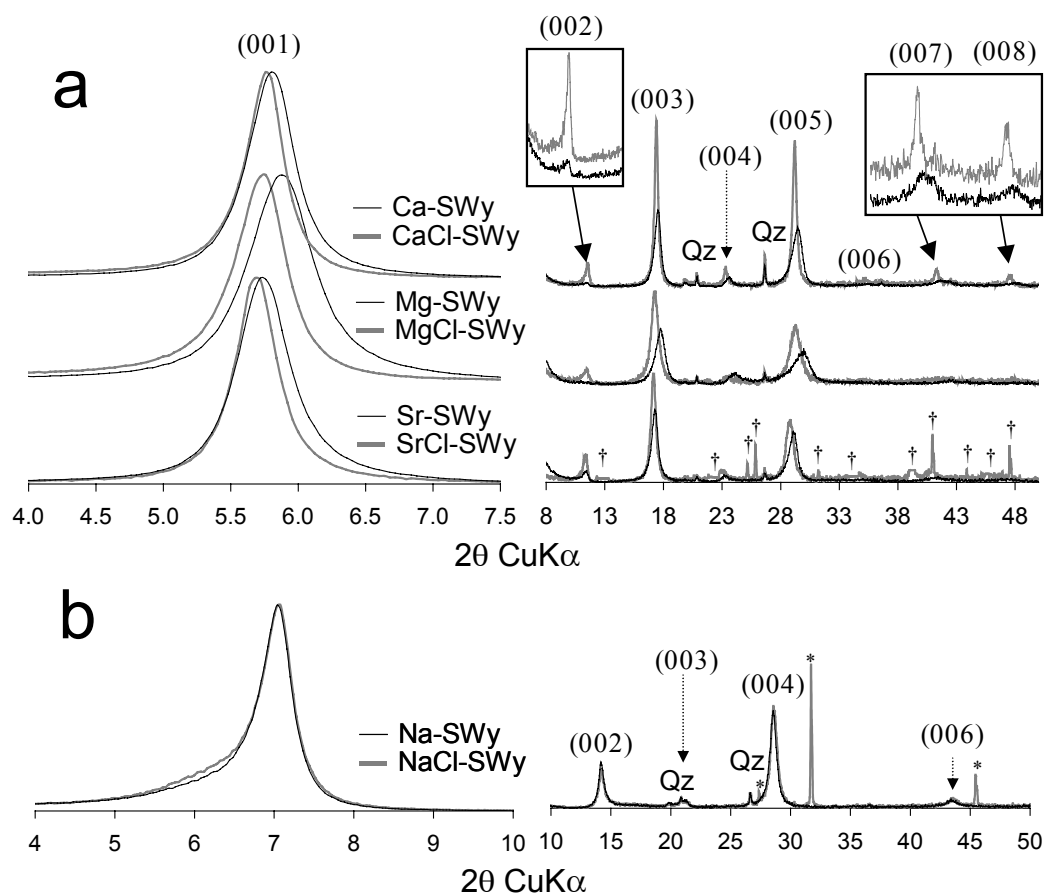 a
(001)
Ca-SWy
CaCl-SWy
Mg-SWy
MgCl-SWy
Sr-SWy
SrCl-SWy
4.0 4.5 5.0 5.5 6.0 6.5 7.0 7.5
2θ CuKα
(002)
(003)
(004)
(005)
(006)
(007) (008)
Qz Qz
† † † † † † † † † †
8 13 18 23 28 33 38 43 48
2θ CuKα
b
Na-SWy
NaCl-SWy
4 5 6 7 8 9 10
2θ CuKα
(002)
(003)
(004)
(006)
Qz Qz
* * *
10 15 20 25 30 35 40 45 50
2θ CuKα